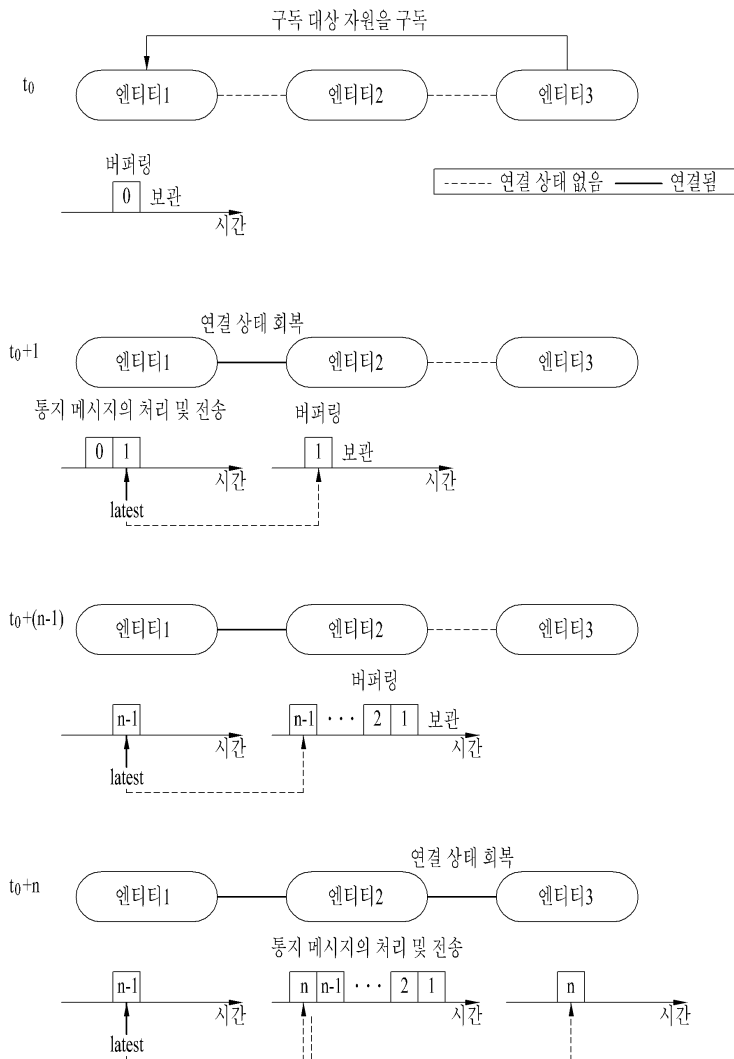 구독 대상 자원을 구독
t0
엔티티1
엔티티2
엔티티3
버퍼링
0 보관
시간
연결 상태 없음 연결됨
연결 상태 회복
t0+1
엔티티1
엔티티2
엔티티3
통지 메시지의 처리 및 전송
버퍼링
0 1
1 보관
시간
시간
latest
t0+(n-1)
엔티티1
엔티티2
엔티티3
버퍼링
n-1
n-1 ··· 2 1 보관
시간
시간
latest
연결 상태 회복
t0+n
엔티티1
엔티티2
엔티티3
통지 메시지의 처리 및 전송
n-1
n n-1 ··· 2 1
n
시간
시간
시간
latest